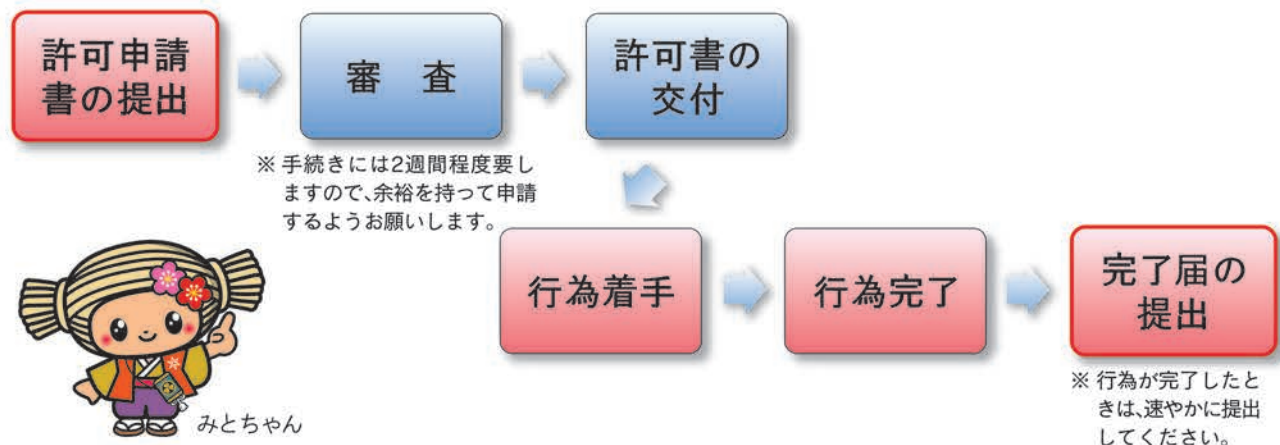 許可申請
書の提出
審　査
許可書の
交付
※ 手続きには2週間程度要し
ますので、余裕を持って申請
するようお願いします。
行為着手
行為完了
完了届の
提出
※ 行為が完了したと
きは、速やかに提出
してください。
みとちゃん